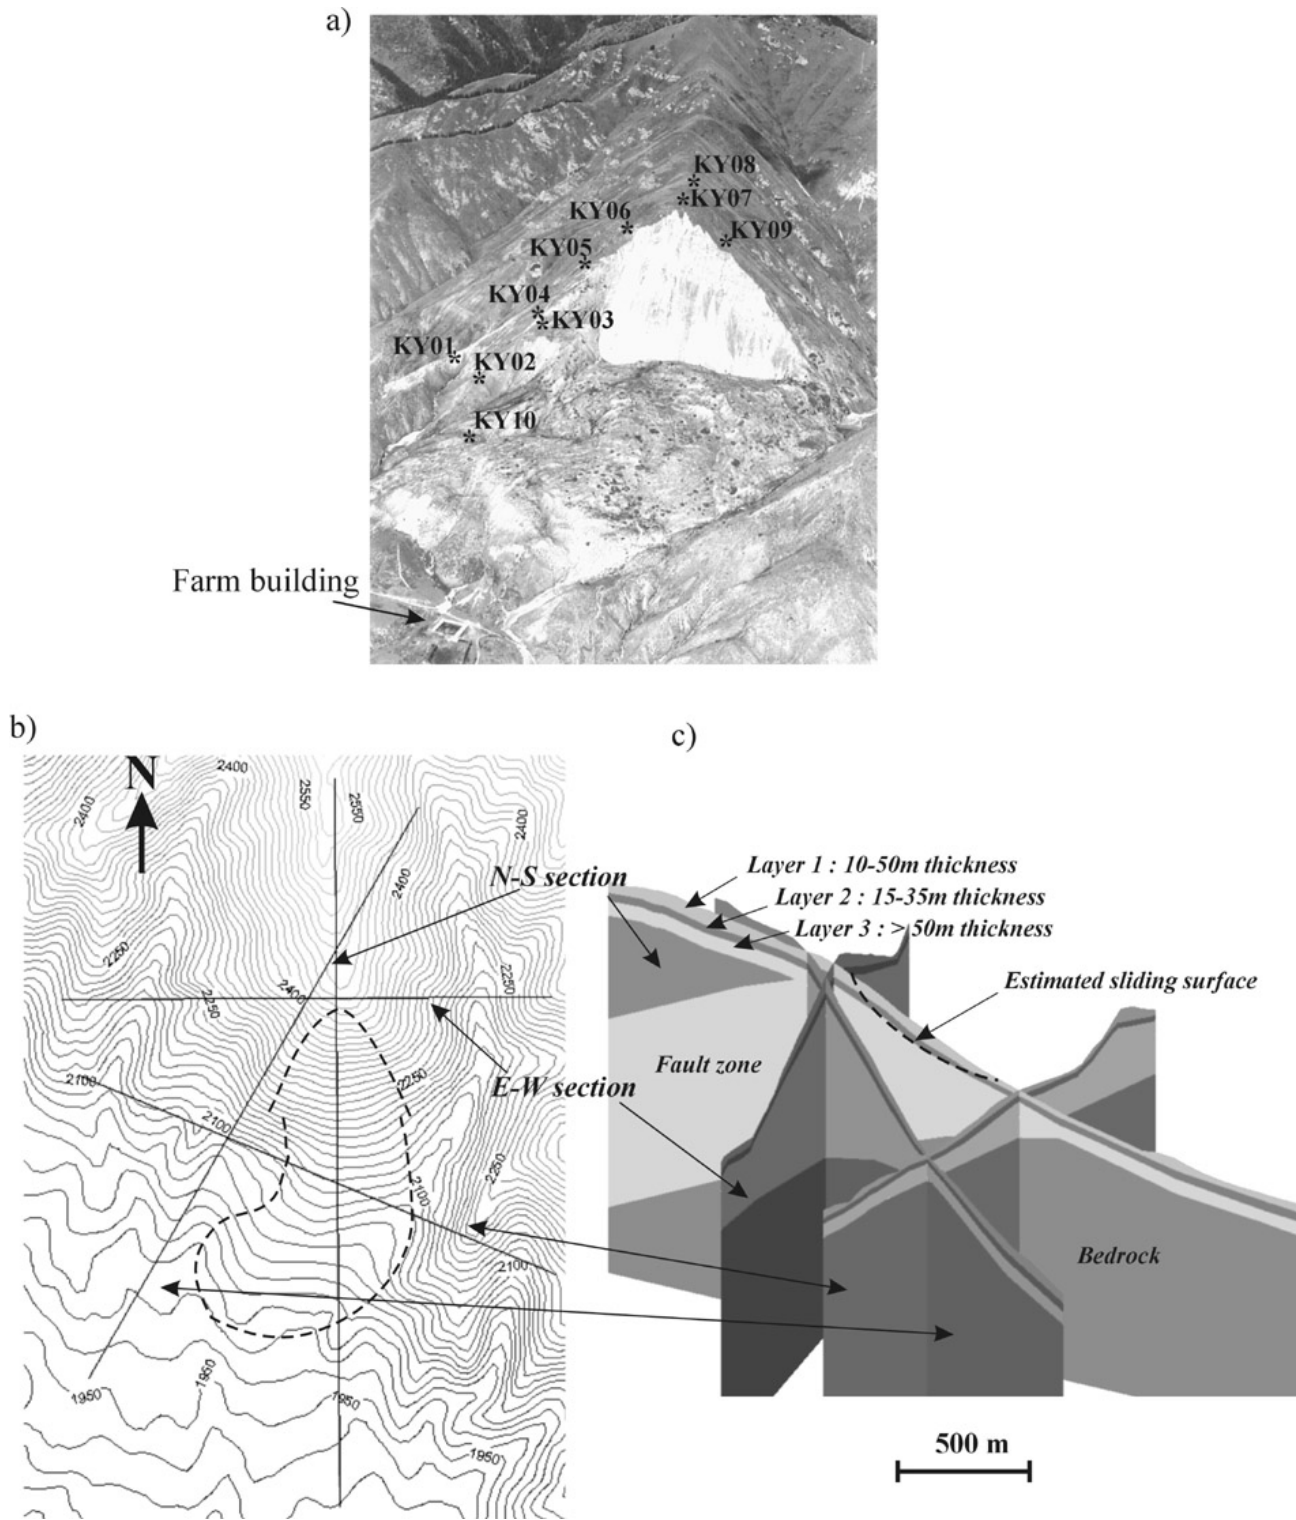 a)
KY08
KY07
KY06
KY09
KY05
KY04
KY03
KY01
KY02
KY10
Farm building
b)
c)
N
2400
2550
2550
2400
2400
2400
N-S section
Layer 1 : 10-50m thickness
Layer 2 : 15-35m thickness
Layer 3 : > 50m thickness
2250
2250
2250
2400
Estimated sliding surface
Fault zone
2100
2250
E-W section
2100
2250
2100
2100
Bedrock
1950
1950
1950
1950
500 m